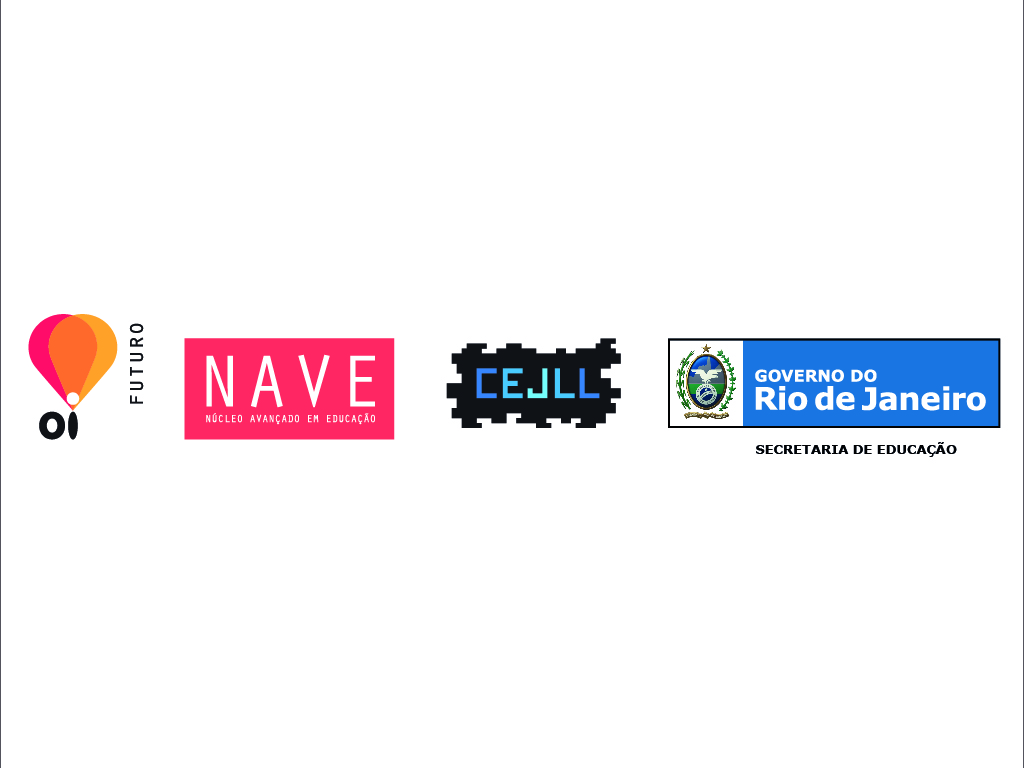 oi
FUTURO
NAVE
NÚCLEO AVANÇADO EM EDUCAÇÃO
CEJLL
GOVERNO DO
Rio de Janeiro
SECRETARIA DE EDUCAÇÃO